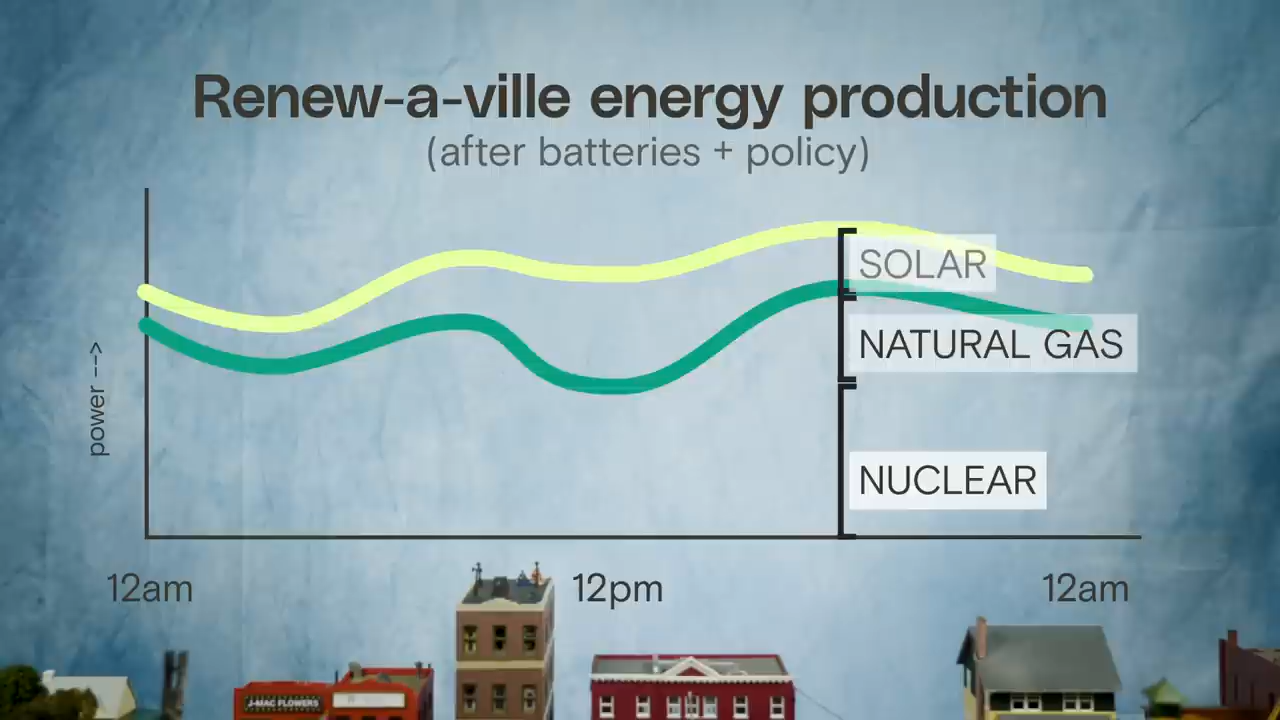 Renew-a-ville energy production
(after batteries + policy)
power -->
SOLAR
NATURAL GAS
NUCLEAR
12am
12pm
12am
J-MAC FLOWERS